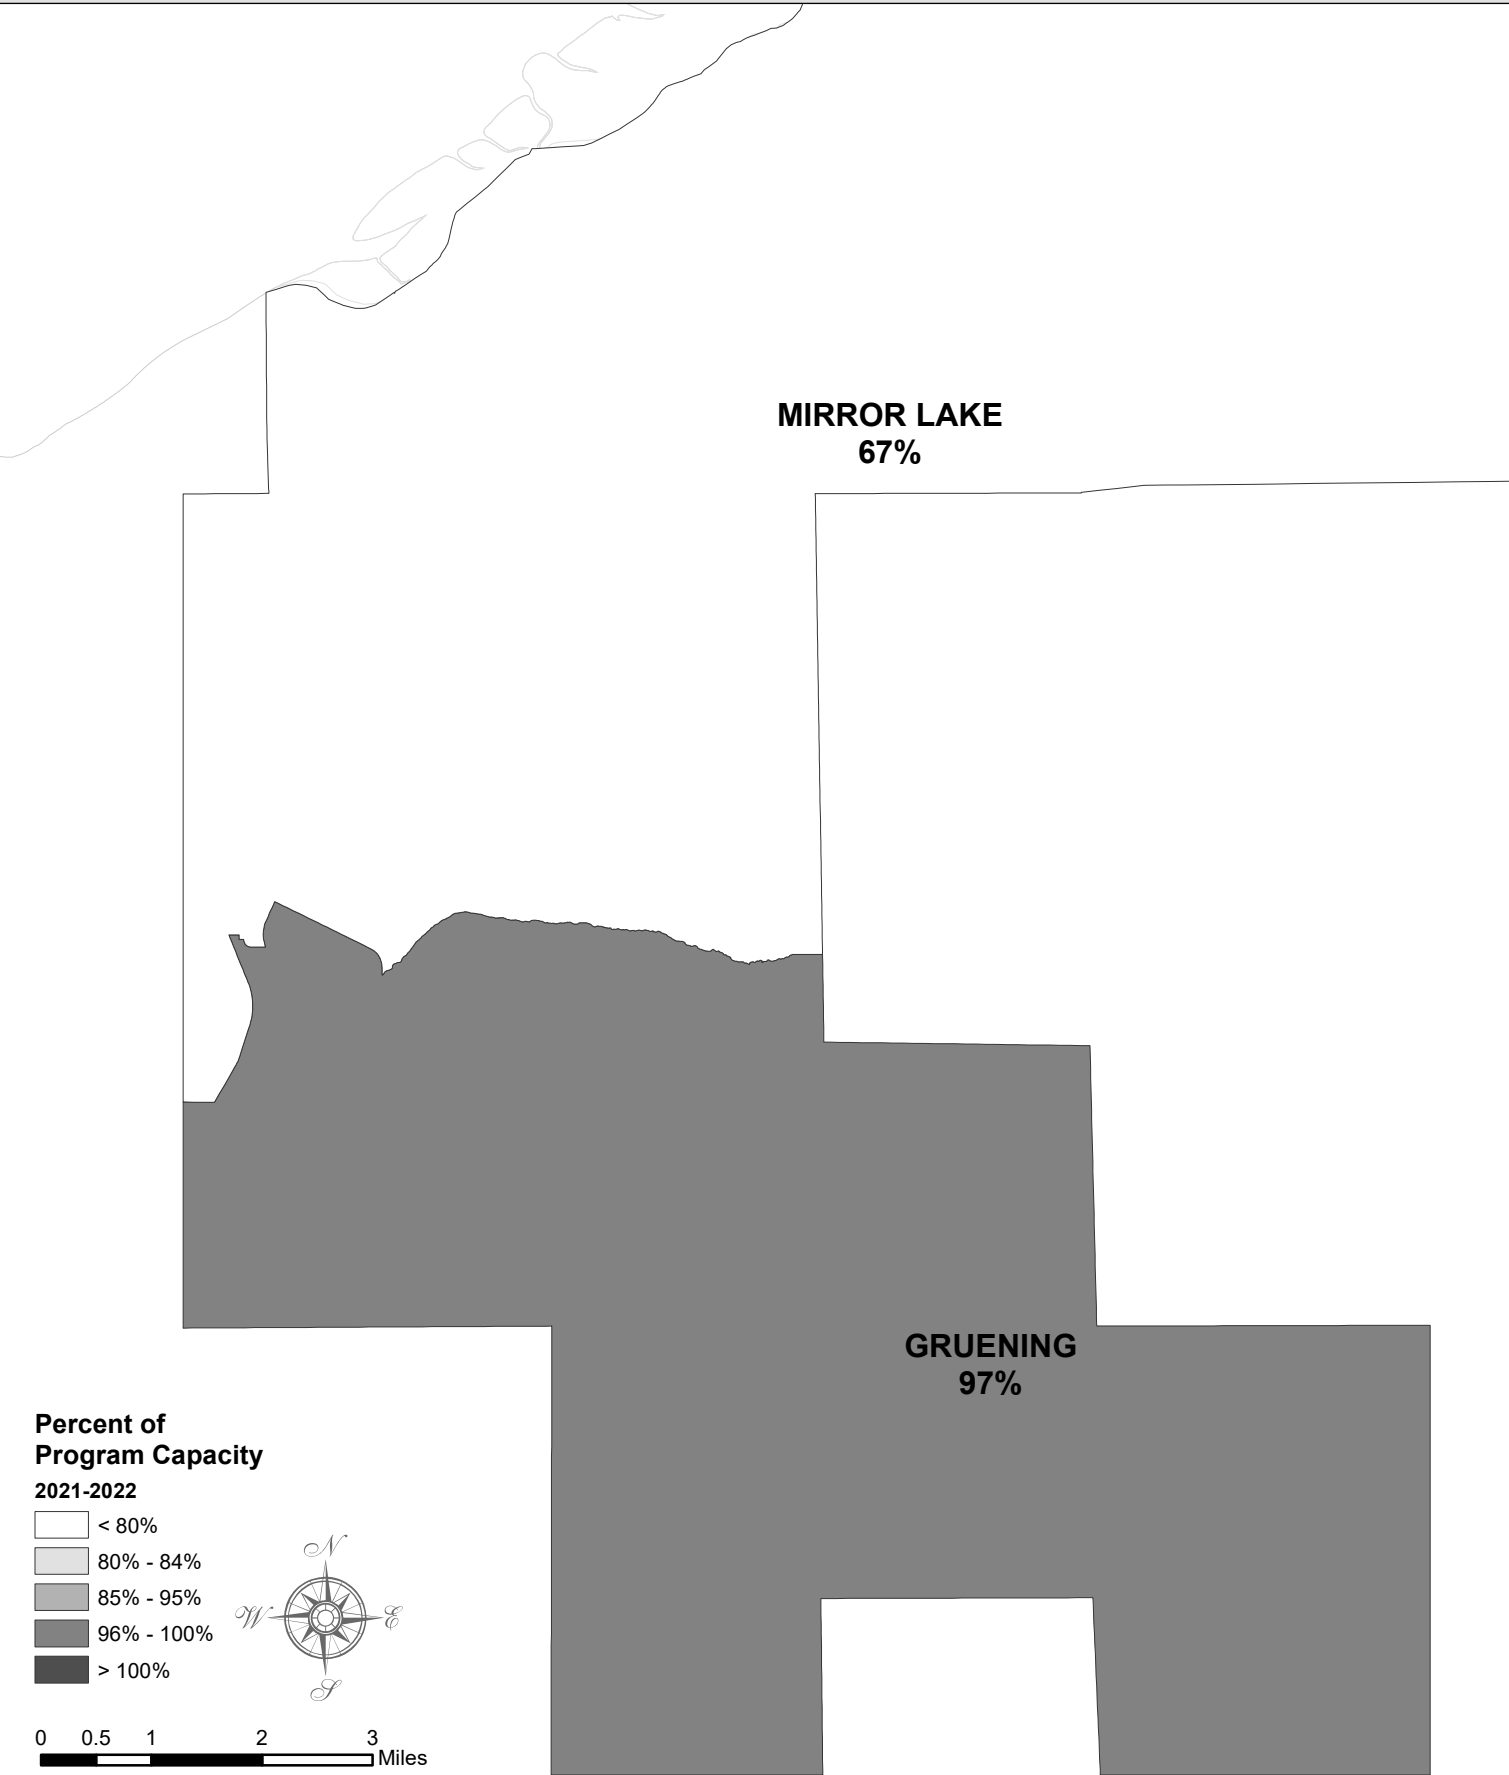 MIRROR LAKE
67%
GRUENING
97%
Percent of
Program Capacity
2021-2022
< 80%
80% - 84%
85% - 95%
96% - 100%
> 100%
N
W E
S
0 0.5 1 2 3
Miles